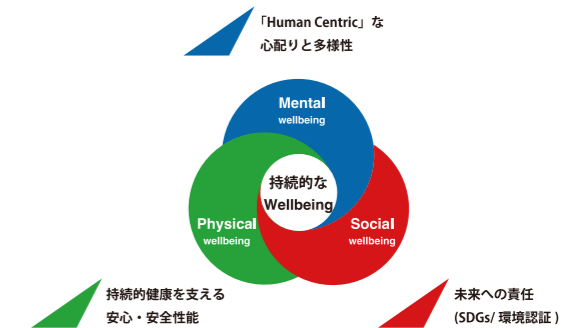 「Human Centric」な
心配りと多様性
Mental
wellbeing
持続的な
Wellbeing
Physical
wellbeing
Social
wellbeing
持続的健康を支える
安心・安全性能
未来への責任
(SDGs/ 環境認証 )